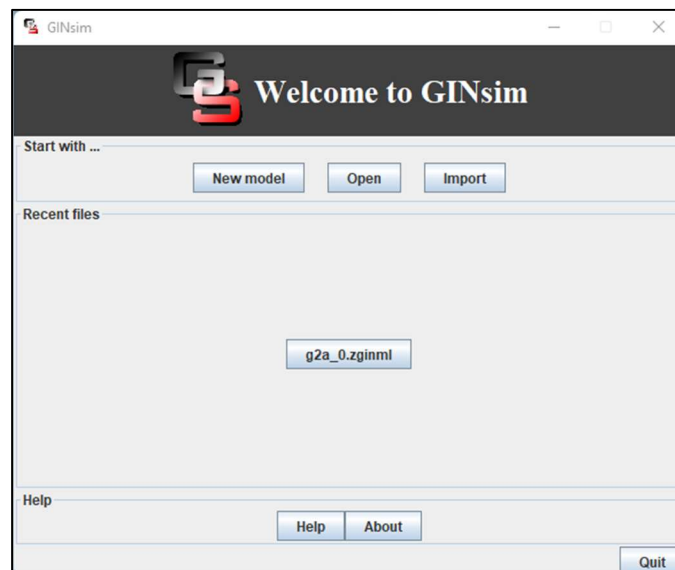 GINsim
Welcome to GINsim
Start with ...
New model Open Import
Recent files
g2a_0.zginml
Help
Help About
Quit